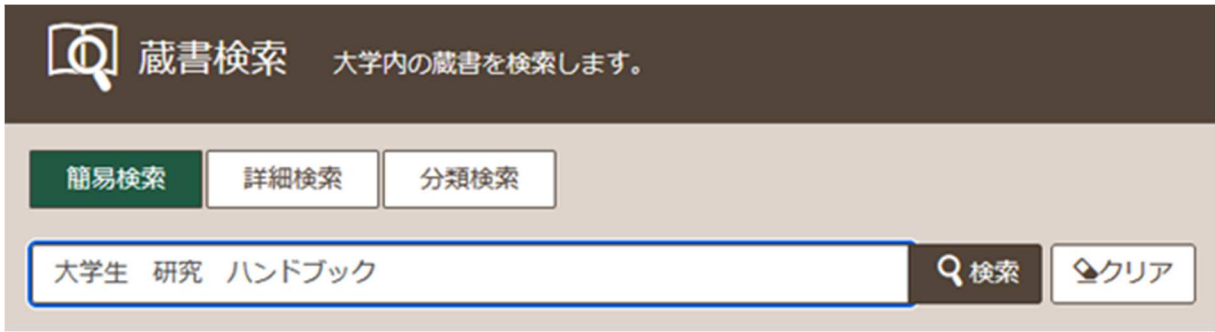 蔵書検索 大学内の蔵書を検索します。
簡易検索 詳細検索 分類検索
大学生 研究 ハンドブック 検索 クリア